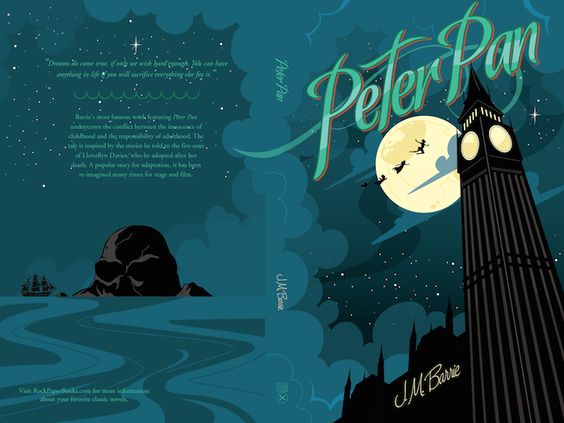 "Dreams do come true, if only we wish hard enough. You can have
anything in life if you will sacrifice everything else for it."
Barrie's most famous work featuring Peter Pan
underscores the conflict between the innocence of
childhood and the responsibility of adulthood. The
tale is inspired by the stories he told to the five sons
of Llewellyn Davies, who he adopted after her
death. A popular story for adaptation, it has been
re-imagined many times for stage and film.
Visit RockPaperBooks.com for more information
about your favorite classic novels.
Peter Pan
J.M. Barrie
Peter Pan
J.M. Barrie